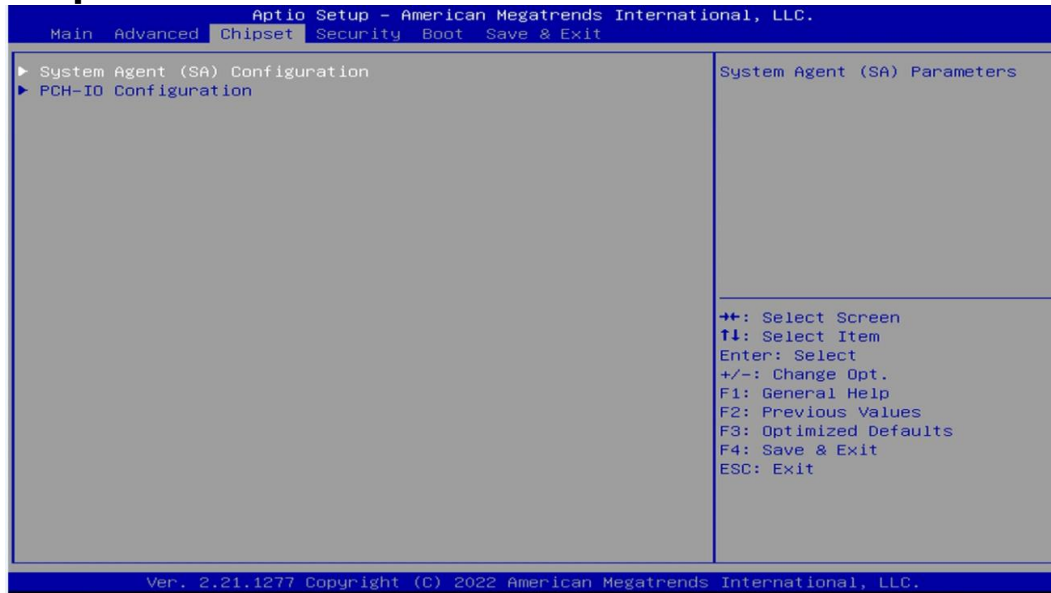 Aptio Setup – American Megatrends International, LLC.
Main Advanced Chipset Security Boot Save & Exit
▶ System Agent (SA) Configuration
▶ PCH-IO Configuration
System Agent (SA) Parameters
→←: Select Screen
↑↓: Select Item
Enter: Select
+/-: Change Opt.
F1: General Help
F2: Previous Values
F3: Optimized Defaults
F4: Save & Exit
ESC: Exit
Ver. 2.21.1277 Copyright (C) 2022 American Megatrends International, LLC.